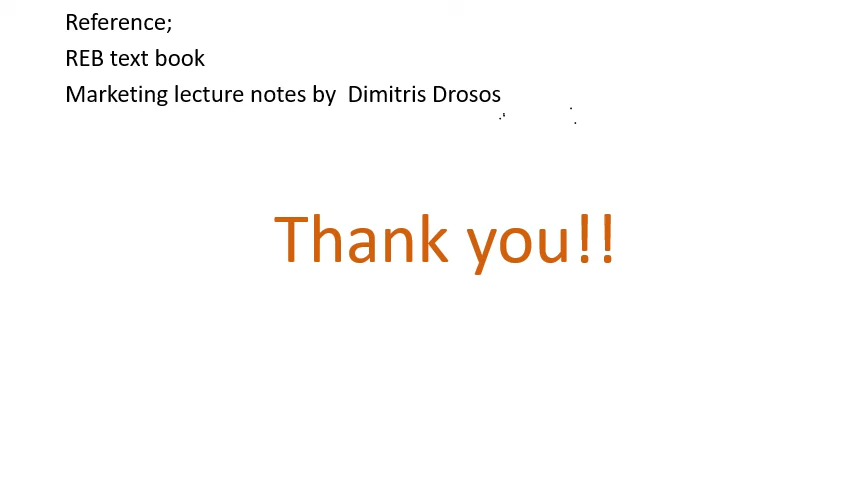 Reference;
REB text book
Marketing lecture notes by  Dimitris Drosos
Thank you!!